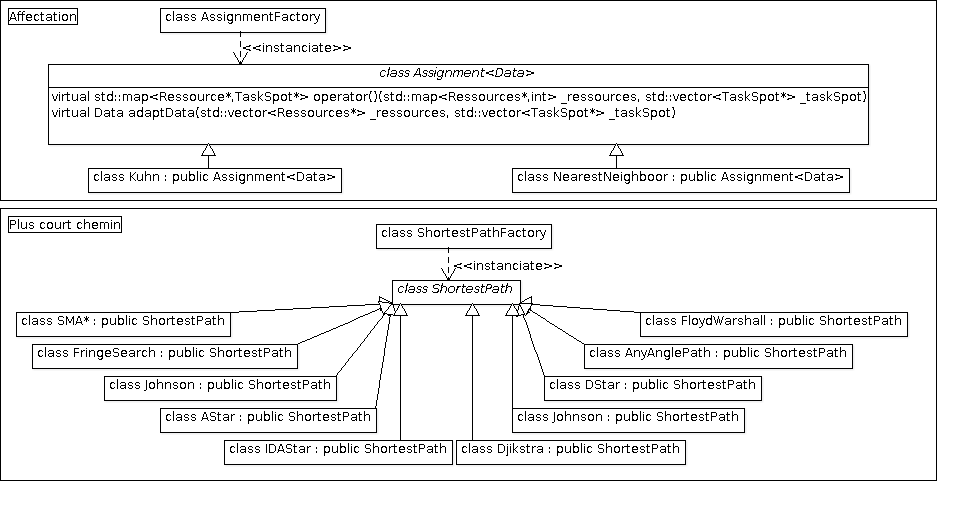 Affectation
class AssignmentFactory
<<instanciate>>
class Assignment<Data>
virtual std::map<Ressource*,TaskSpot*> operator()(std::map<Ressources*,int> _ressources, std::vector<TaskSpot*> _taskSpot)
virtual Data adaptData(std::vector<Ressources*> _ressources, std::vector<TaskSpot*> _taskSpot)
class Kuhn : public Assignment<Data>
class NearestNeighboor : public Assignment<Data>
Plus court chemin
class ShortestPathFactory
<<instanciate>>
class ShortestPath
class SMA* : public ShortestPath
class FloydWarshall : public ShortestPath
class FringeSearch : public ShortestPath
class AnyAnglePath : public ShortestPath
class Johnson : public ShortestPath
class DStar : public ShortestPath
class AStar : public ShortestPath
class Johnson : public ShortestPath
class IDAStar : public ShortestPath
class Djikstra : public ShortestPath